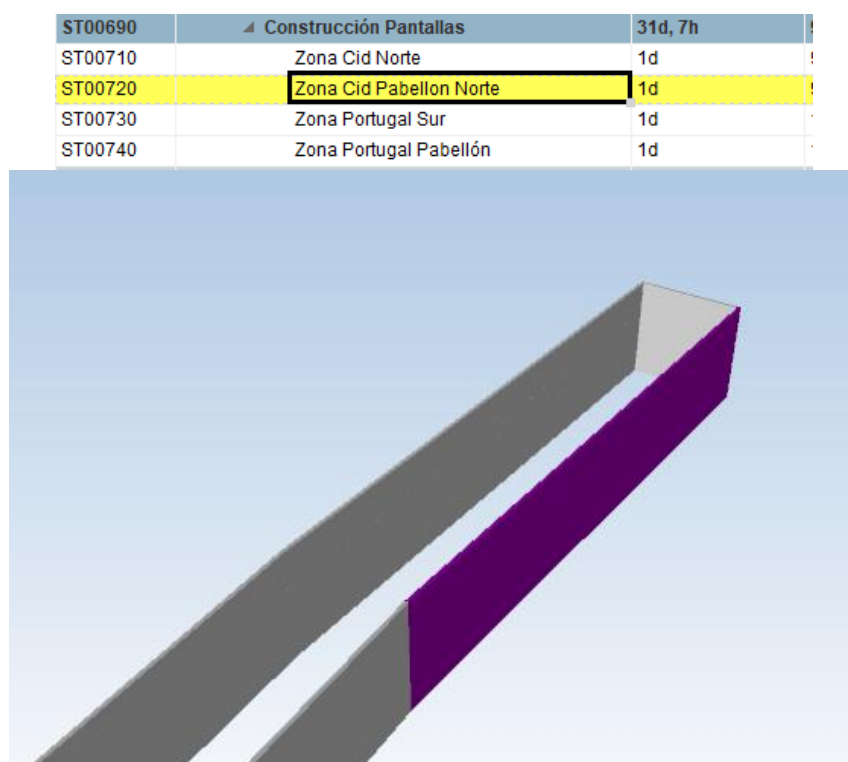 ST00690 Construcción Pantallas 31d, 7h
ST00710 Zona Cid Norte 1d
ST00720 Zona Cid Pabellon Norte 1d
ST00730 Zona Portugal Sur 1d
ST00740 Zona Portugal Pabellón 1d